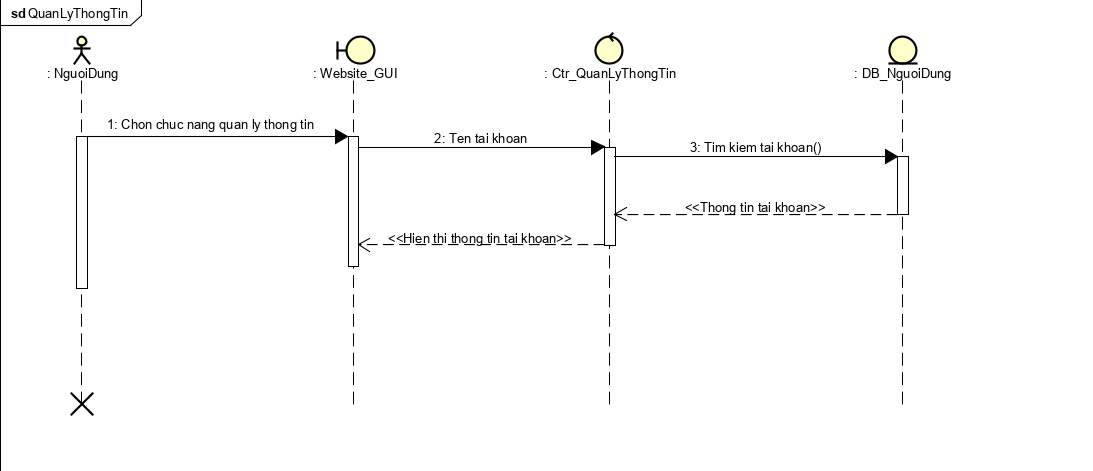 sd QuanLyThongTin
: NguoiDung
: Website_GUI
: Ctr_QuanLyThongTin
: DB_NguoiDung
1: Chon chuc nang quan ly thong tin
2: Ten tai khoan
3: Tim kiem tai khoan()
<<Thong tin tai khoan>>
<<Hien thi thong tin tai khoan>>